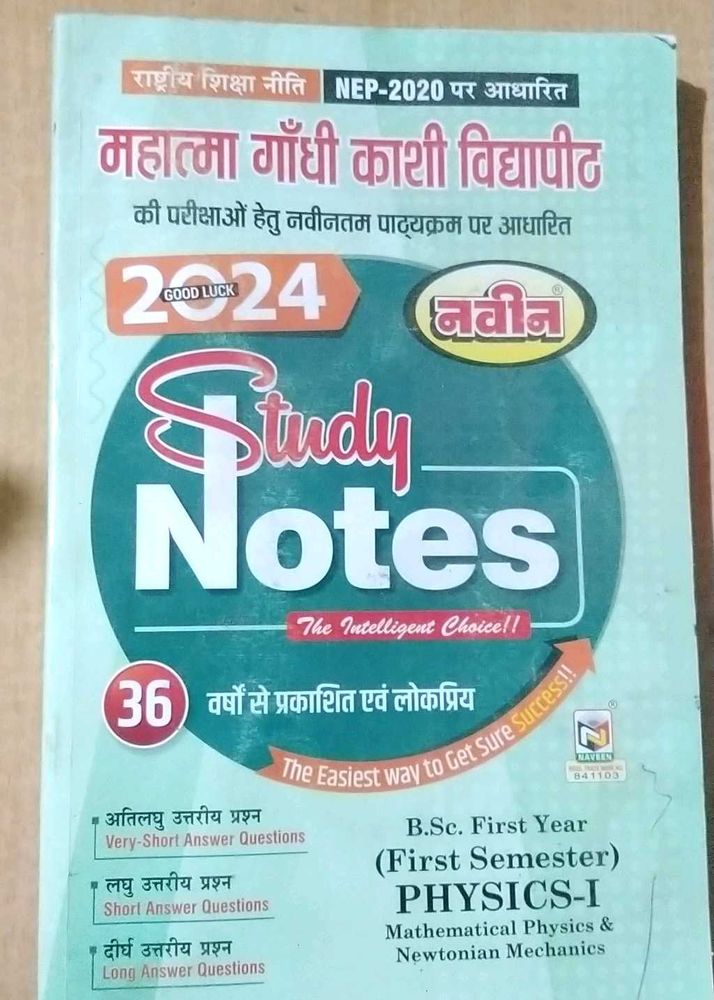 राष्ट्रीय शिक्षा नीति NEP-2020 पर आधारित
महात्मा गाँधी काशी विद्यापीठ
की परीक्षाओं हेतु नवीनतम पाठ्यक्रम पर आधारित
2024
GOOD LUCK
नवीन®
Study
Notes
The Intelligent Choice!!
36 वर्षों से प्रकाशित एवं लोकप्रिय
The Easiest way to Get Sure Success!!
®
NAVEEN
841103
अतिलघु उत्तरीय प्रश्न
Very-Short Answer Questions
लघु उत्तरीय प्रश्न
Short Answer Questions
दीर्घ उत्तरीय प्रश्न
Long Answer Questions
B.Sc. First Year
(First Semester)
PHYSICS-I
Mathematical Physics &
Newtonian Mechanics